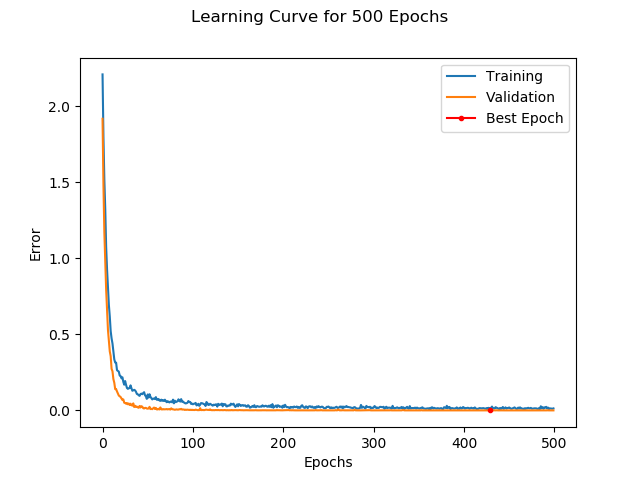 Learning Curve for 500 Epochs
Training
Validation
Best Epoch
2.0
1.5
1.0
0.5
0.0
Error
0 100 200 300 400 500
Epochs